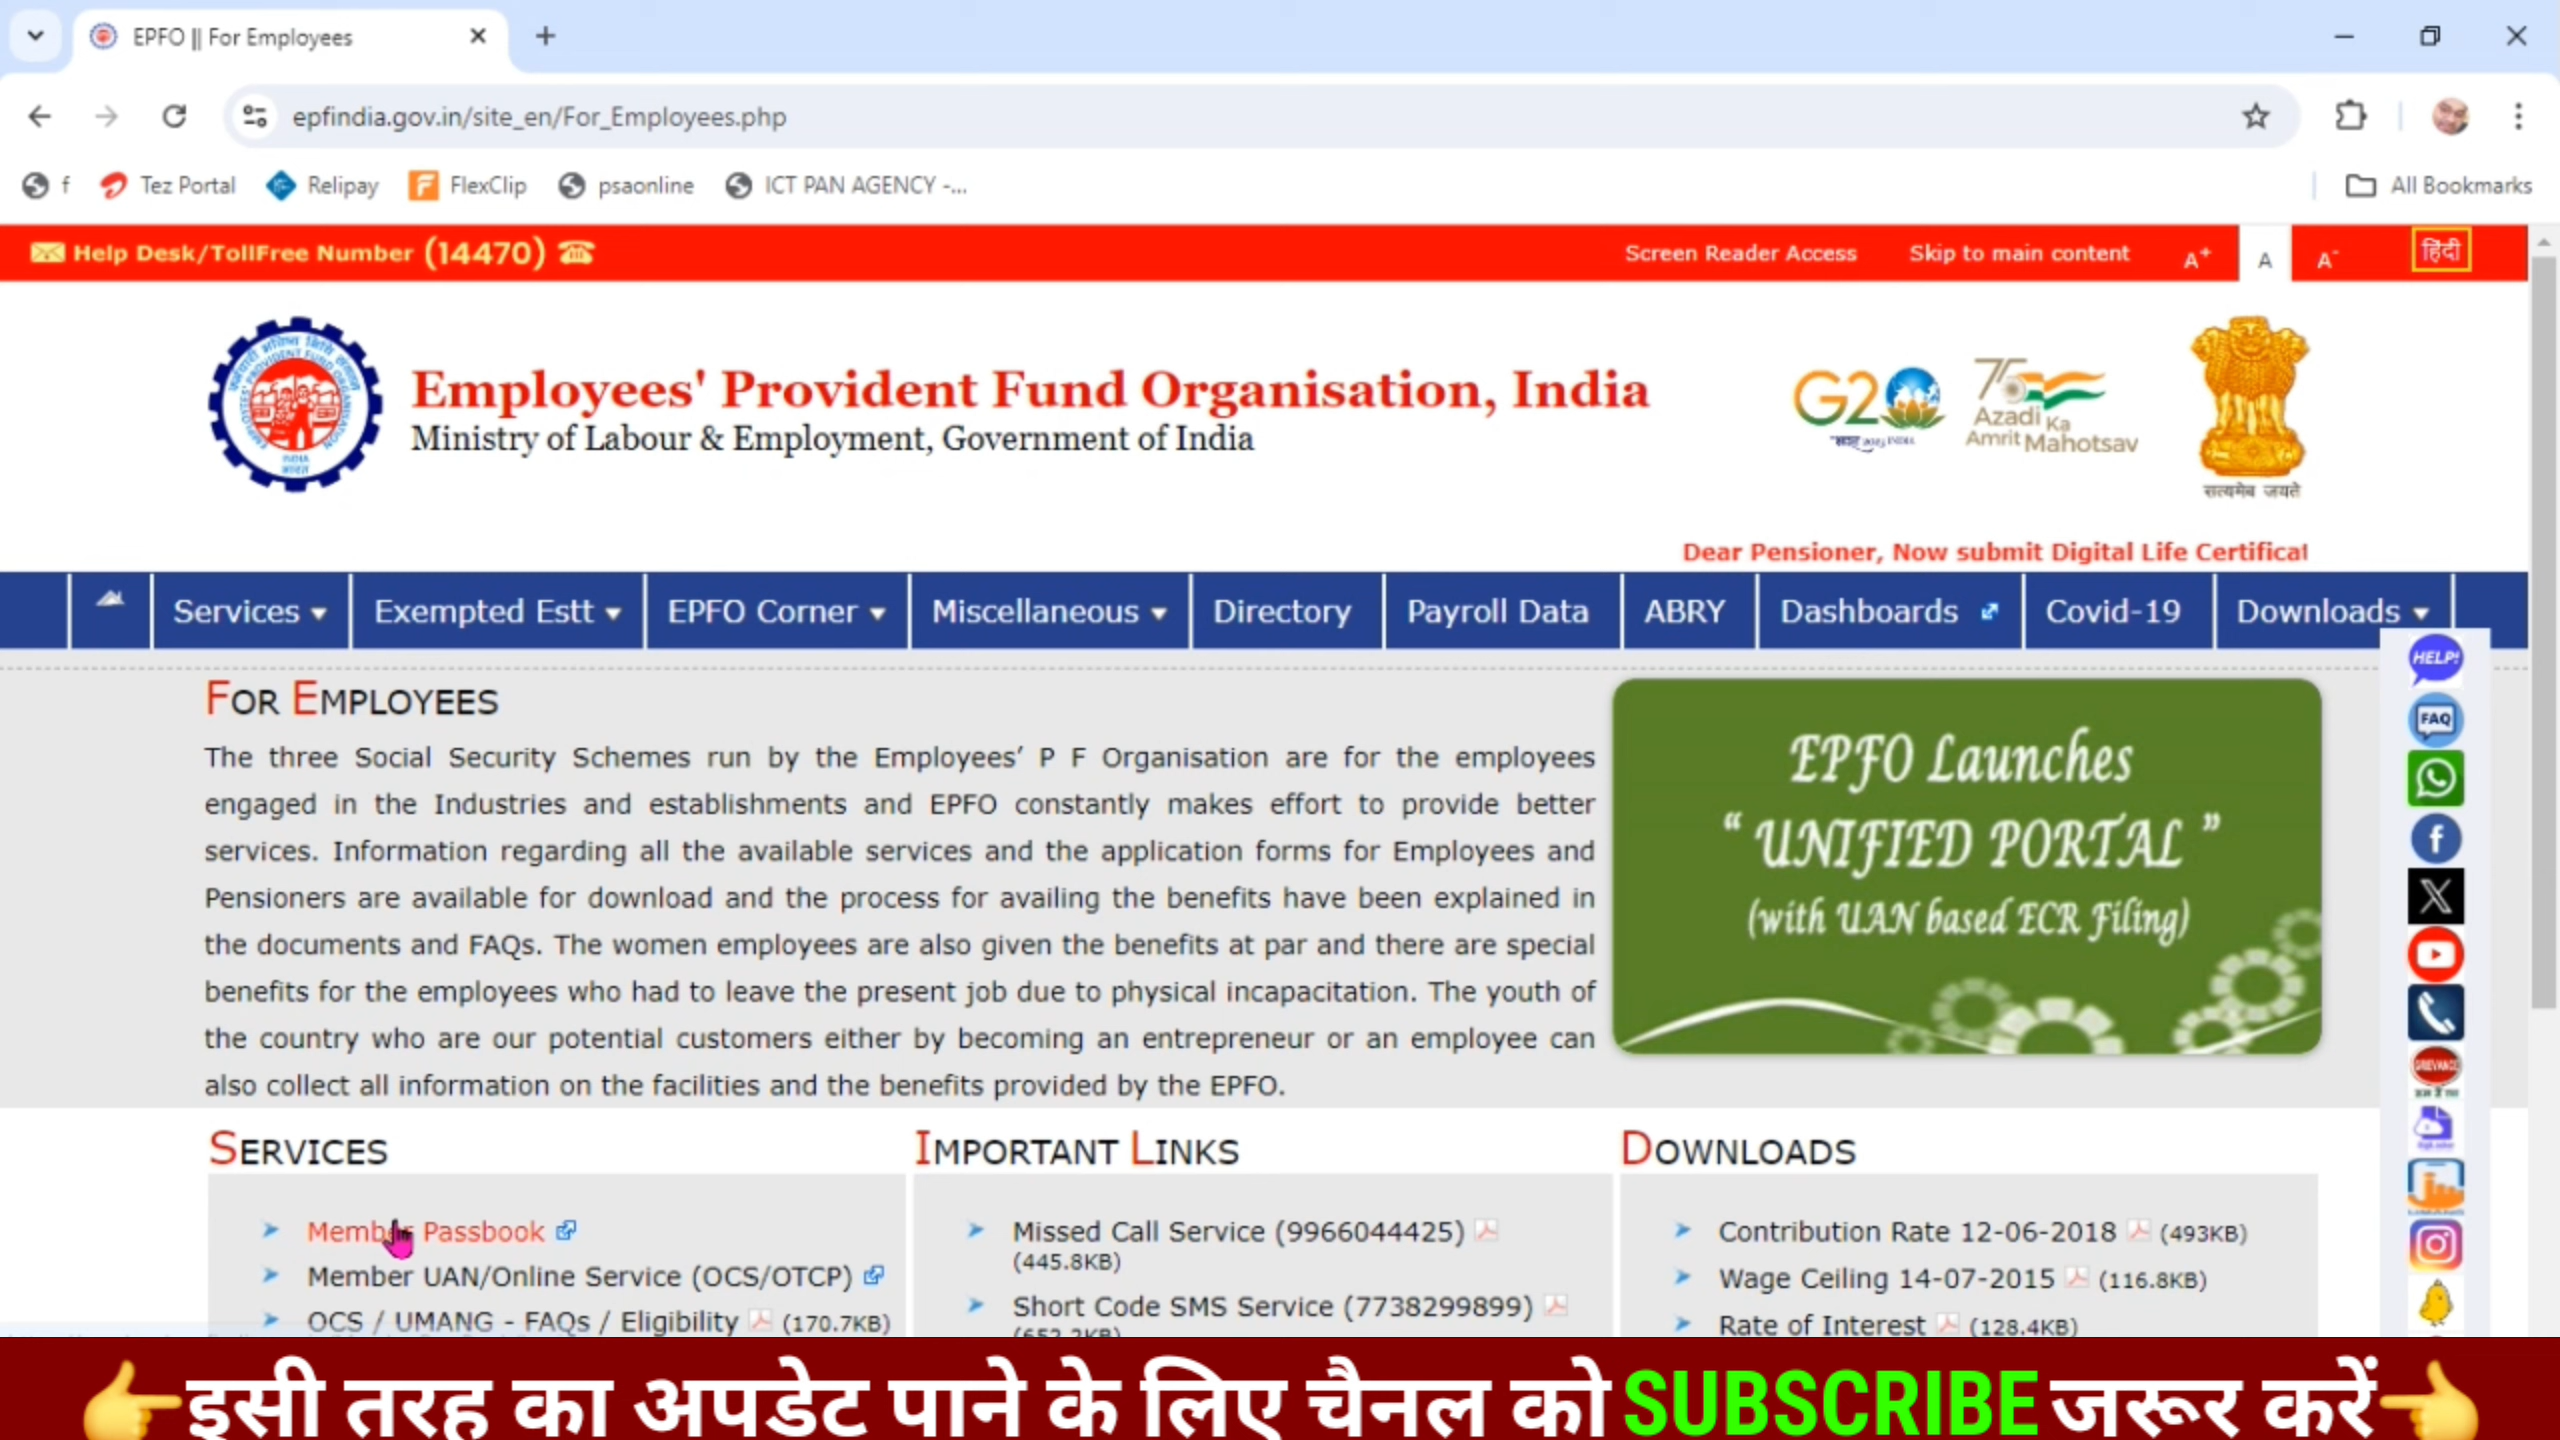 EPFO || For Employees
epfindia.gov.in/site_en/For_Employees.php
f Tez Portal Relipay FlexClip psaonline ICT PAN AGENCY -... All Bookmarks
Help Desk/TollFree Number (14470) Screen Reader Access Skip to main content A+ A A- हिंदी
Employees' Provident Fund Organisation, India
Ministry of Labour & Employment, Government of India
G20
75
Azadi Ka
Amrit Mahotsav
सत्यमेव जयते
Dear Pensioner, Now submit Digital Life Certificat
Services Exempted Estt EPFO Corner Miscellaneous Directory Payroll Data ABRY Dashboards Covid-19 Downloads
HELP!
FAQ
FOR EMPLOYEES
The three Social Security Schemes run by the Employees' P F Organisation are for the employees
engaged in the Industries and establishments and EPFO constantly makes effort to provide better
services. Information regarding all the available services and the application forms for Employees and
Pensioners are available for download and the process for availing the benefits have been explained in
the documents and FAQs. The women employees are also given the benefits at par and there are special
benefits for the employees who had to leave the present job due to physical incapacitation. The youth of
the country who are our potential customers either by becoming an entrepreneur or an employee can
also collect all information on the facilities and the benefits provided by the EPFO.
EPFO Launches
“ UNIFIED PORTAL ”
(with UAN based ECR Filing)
SERVICES
Member Passbook
Member UAN/Online Service (OCS/OTCP)
OCS / UMANG - FAQs / Eligibility (170.7KB)
IMPORTANT LINKS
Missed Call Service (9966044425)
(445.8KB)
Short Code SMS Service (7738299899)
DOWNLOADS
Contribution Rate 12-06-2018 (493KB)
Wage Ceiling 14-07-2015 (116.8KB)
Rate of Interest (128.4KB)
इसी तरह का अपडेट पाने के लिए चैनल को SUBSCRIBE जरूर करें